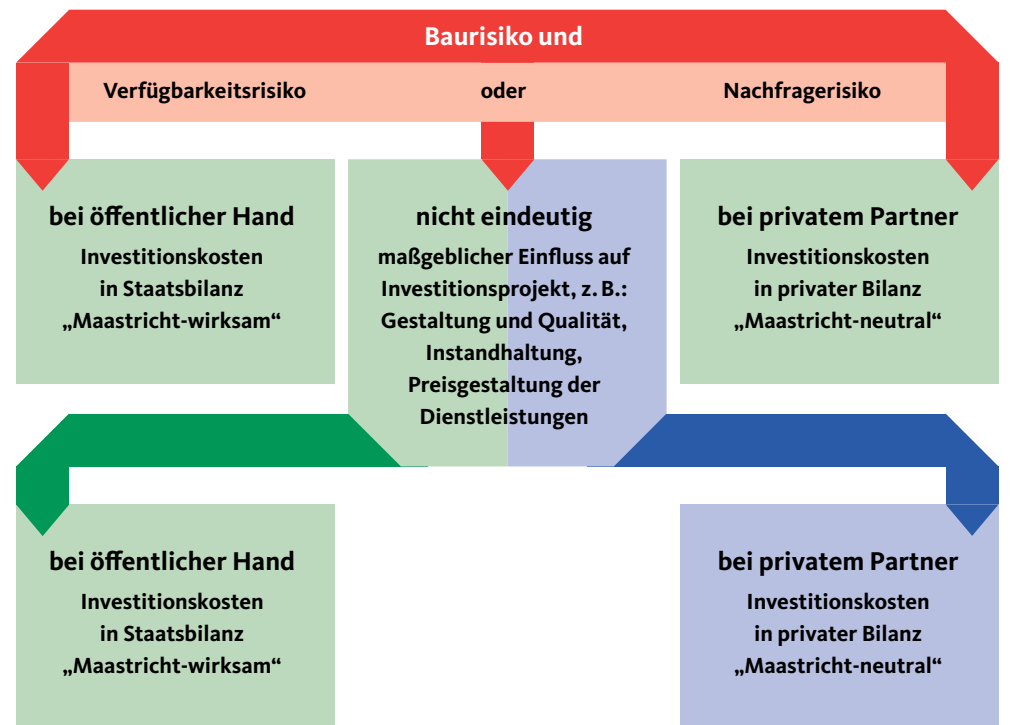 Baurisiko und
Verfügbarkeitsrisiko
oder
Nachfragerisiko
bei öffentlicher Hand
Investitionskosten
in Staatsbilanz
„Maastricht-wirksam“
nicht eindeutig
maßgeblicher Einfluss auf
Investitionsprojekt, z. B.:
Gestaltung und Qualität,
Instandhaltung,
Preisgestaltung der
Dienstleistungen
bei privatem Partner
Investitionskosten
in privater Bilanz
„Maastricht-neutral“
bei öffentlicher Hand
Investitionskosten
in Staatsbilanz
„Maastricht-wirksam“
bei privatem Partner
Investitionskosten
in privater Bilanz
„Maastricht-neutral“